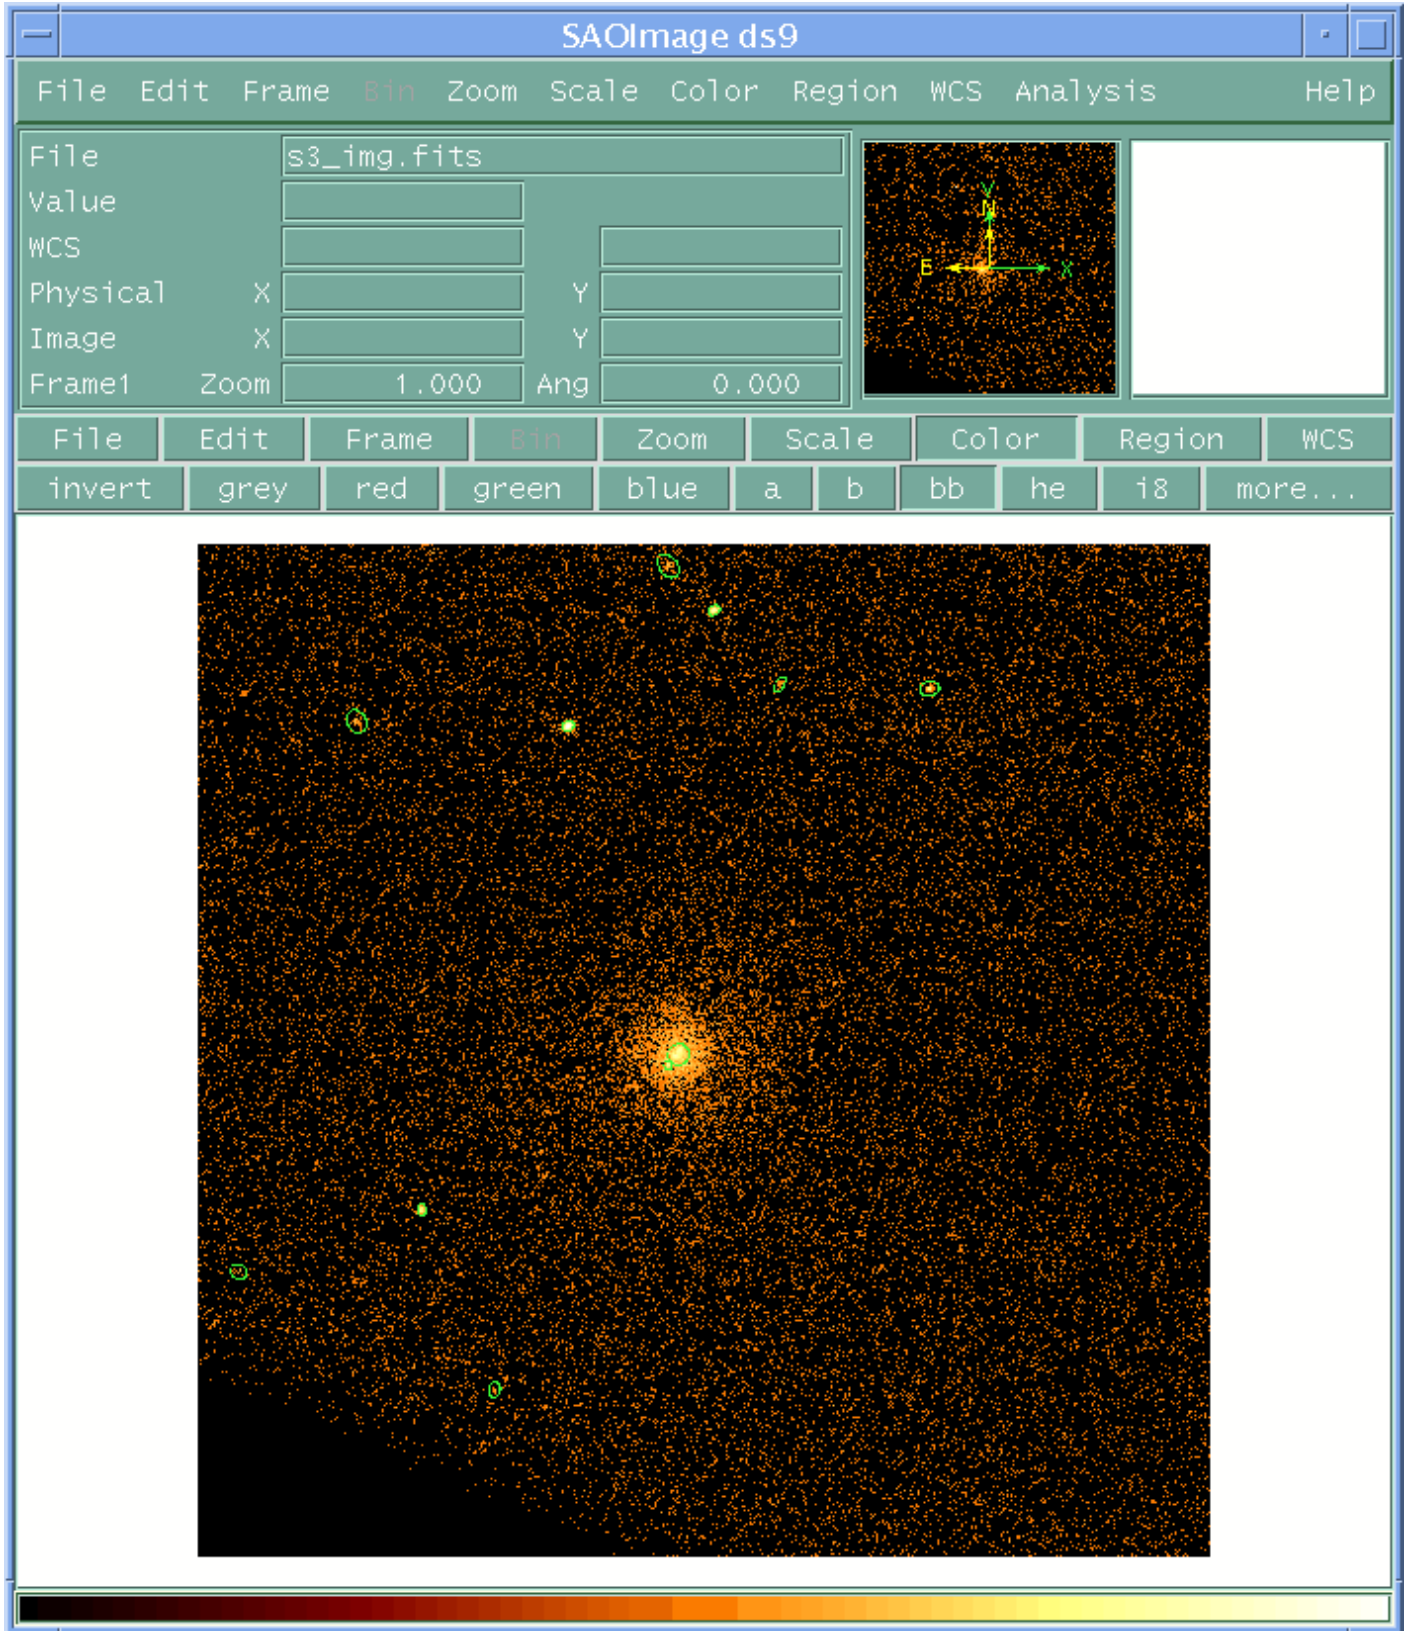 SAOImage ds9
File Edit Frame Bin Zoom Scale Color Region WCS Analysis Help
File s3_img.fits
Value
WCS
Physical X Y
Image X Y
Frame1 Zoom 1.000 Ang 0.000
Y
N
E X
File Edit Frame Bin Zoom Scale Color Region WCS
invert grey red green blue a b bb he i8 more...